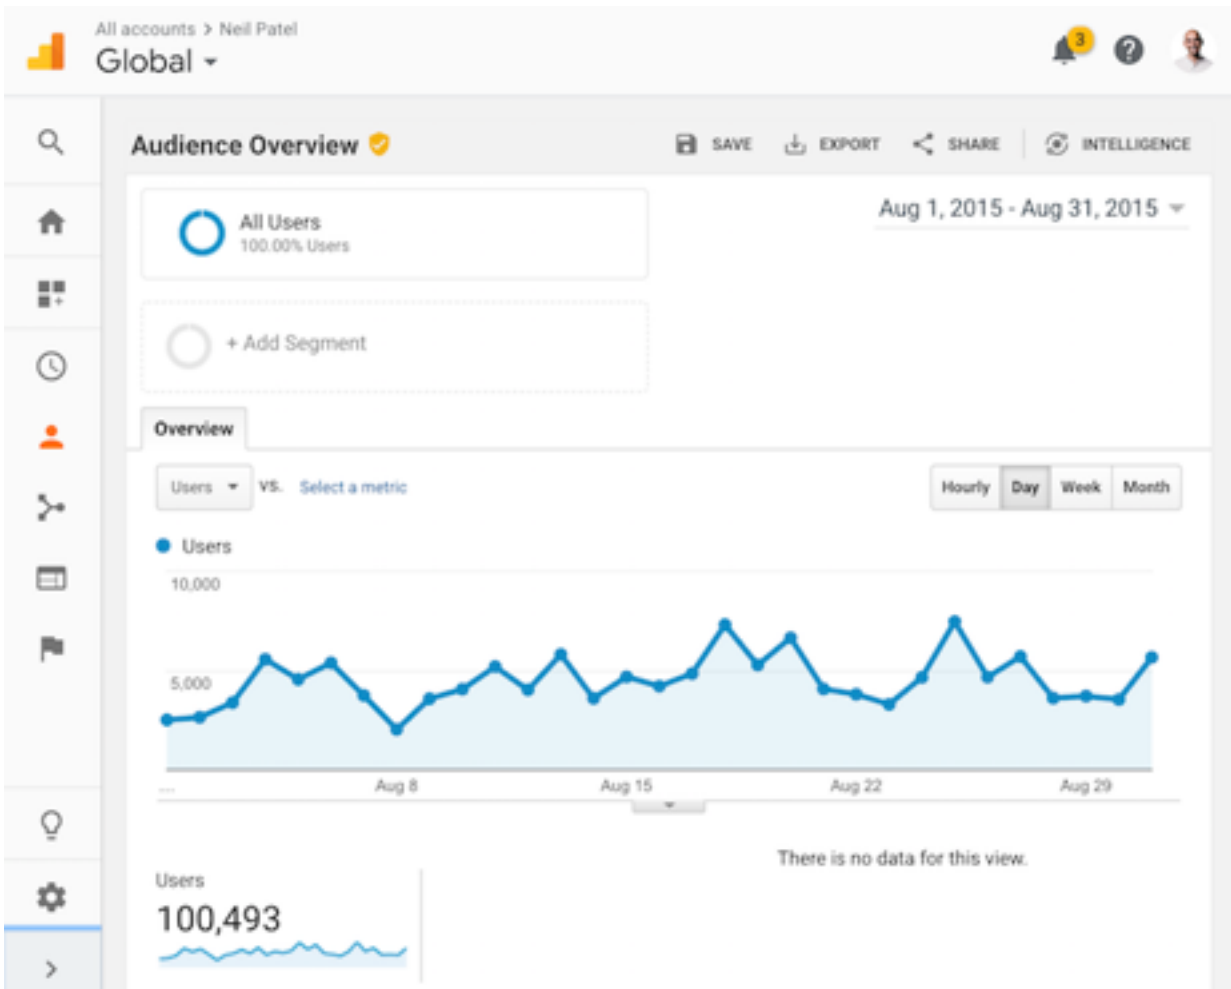 All accounts > Neil Patel
Global
3
Audience Overview
SAVE
EXPORT
SHARE
INTELLIGENCE
All Users
100.00% Users
Aug 1, 2015 - Aug 31, 2015
+ Add Segment
Overview
Users
VS.
Select a metric
Hourly
Day
Week
Month
Users
10,000
5,000
....
Aug 8
Aug 15
Aug 22
Aug 29
There is no data for this view.
Users
100,493